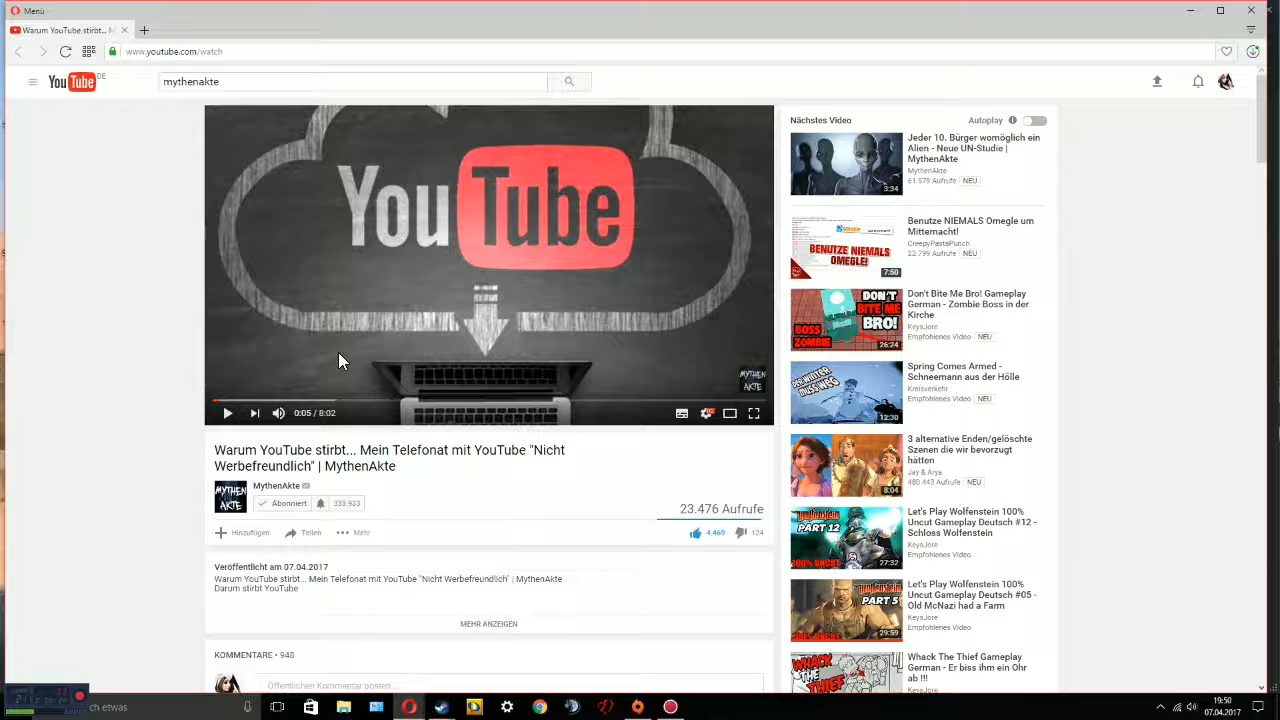 Menü
Warum YouTube stirbt... M
www.youtube.com/watch
YouTube DE
mythenakte
YouTube
MYTHEN
AKTE
0:05 / 8:02
Warum YouTube stirbt... Mein Telefonat mit YouTube "Nicht
Werbefreundlich" | MythenAkte
MYTHEN
AKTE
MythenAkte
Abonniert 333.933
23.476 Aufrufe
Hinzufügen Teilen Mehr 4.469 124
Veröffentlicht am 07.04.2017
Warum YouTube stirbt... Mein Telefonat mit YouTube "Nicht Werbefreundlich" | MythenAkte
Darum stirbt YouTube
MEHR ANZEIGEN
KOMMENTARE • 948
Öffentlichen Kommentar posten...
Nächstes Video Autoplay
3:34
Jeder 10. Bürger womöglich ein
Alien - Neue UN-Studie |
MythenAkte
MythenAkte
61.579 Aufrufe NEU
BENUTZE NIEMALS
OMEGLE!
7:50
Benutze NIEMALS Omegle um
Mitternacht!
CreepyPastaPunch
22.799 Aufrufe NEU
DON'T
BITE ME
BRO!
BOSS
ZOMBIE
26:24
Don't Bite Me Bro! Gameplay
German - Zombie Boss in der
Kirche
KeysJore
Empfohlenes Video NEU
DER WINTER
MUSS WEG
12:30
Spring Comes Armed -
Schneemann aus der Hölle
Kreisverkehr
Empfohlenes Video NEU
8:04
3 alternative Enden/gelöschte
Szenen die wir bevorzugt
hätten
Jay & Arya
480.443 Aufrufe NEU
Wolfenstein
PART 12
100% UNCUT
27:32
Let's Play Wolfenstein 100%
Uncut Gameplay Deutsch #12 -
Schloss Wolfenstein
KeysJore
Empfohlenes Video
Wolfenstein
PART 5
29:59
Let's Play Wolfenstein 100%
Uncut Gameplay Deutsch #05 -
Old McNazi had a Farm
KeysJore
Empfohlenes Video
WHACK
THE THIEF
Whack The Thief Gameplay
German - Er biss ihm ein Ohr
ab !!!
KeysJore
ch etwas
19:50
07.04.2017